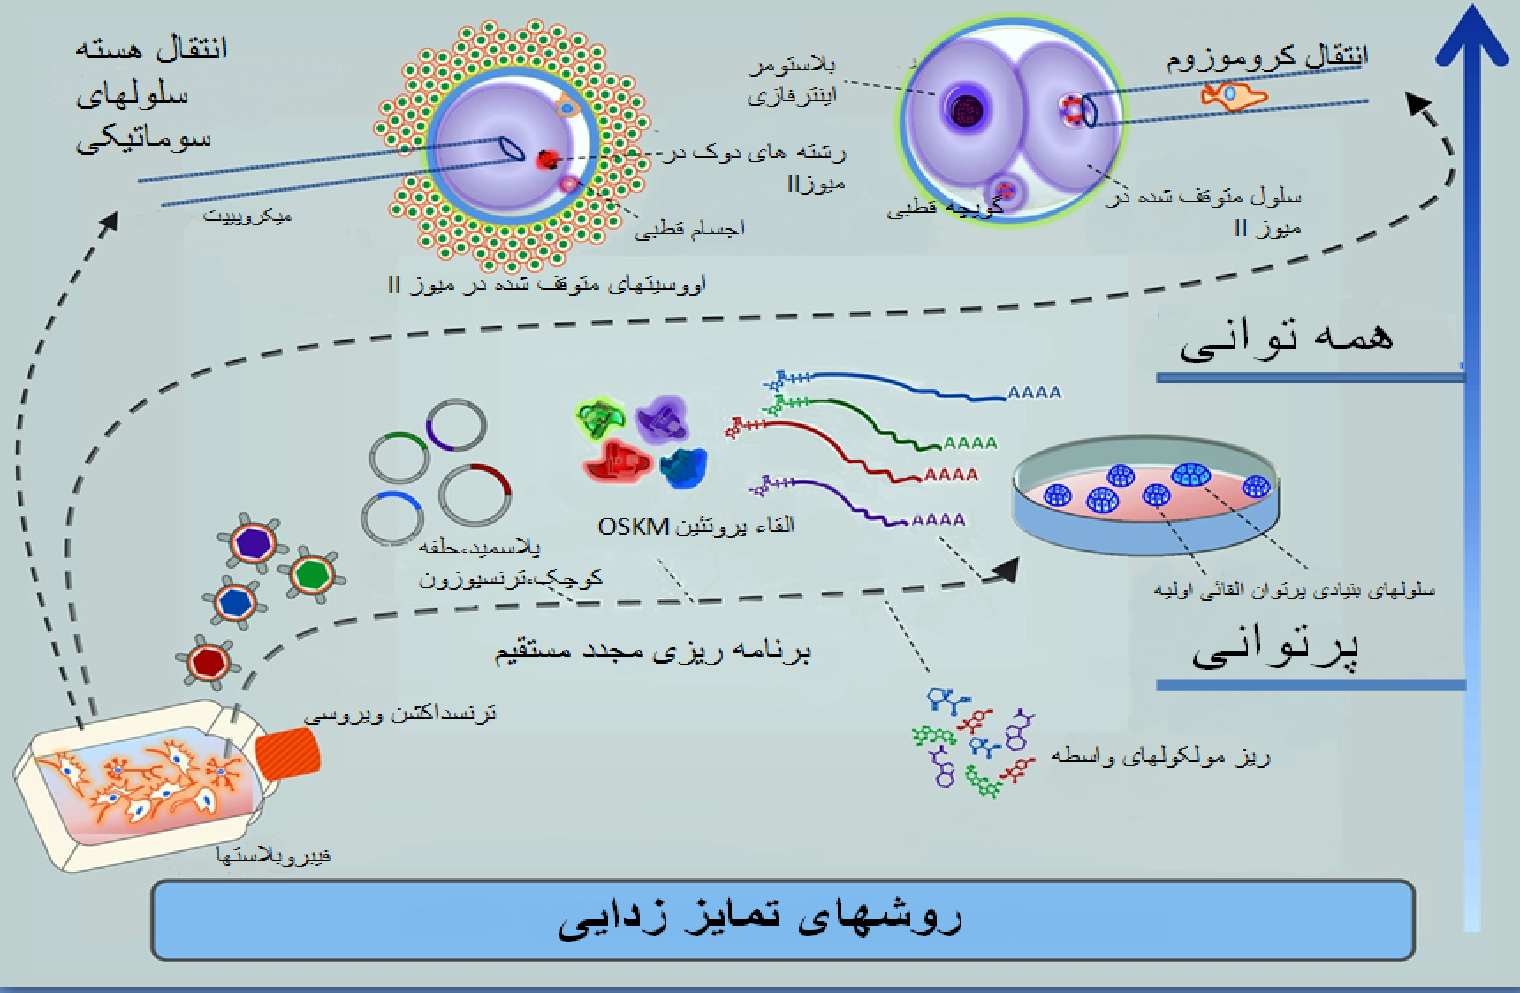 انتقال هسته
سلولهای
سوماتیکی
میکروپیپت
بلاستومر
اینترفازی
رشته های دوک در
میوزII
اجسام قطبی
اووسیتهای متوقف شده در میوز II
انتقال کروموزوم
گویچه قطبی
سلول متوقف شده در
میوز II
همه توانی
AAAA
AAAA
AAAA
AAAA
القاء پروتئین OSKM
پلاسمید،حلقه
کوچک،ترنسپوزون
سلولهای بنیادی پرتوان القائی اولیه
پرتوانی
برنامه ریزی مجدد مستقیم
ترنسداکشن ویروسی
ریز مولکولهای واسطه
فیبروبلاستها
روشهای تمایز زدایی